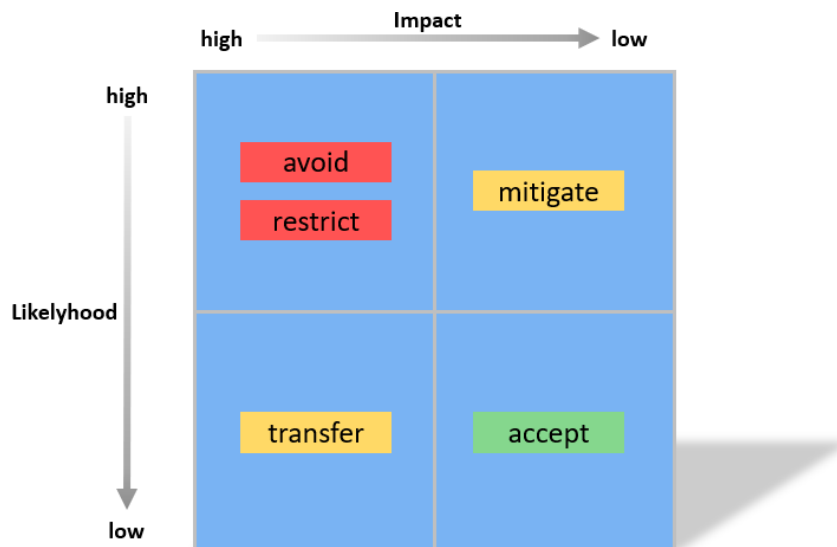 Impact
high
low
high
avoid
restrict
mitigate
Likelyhood
transfer
accept
low